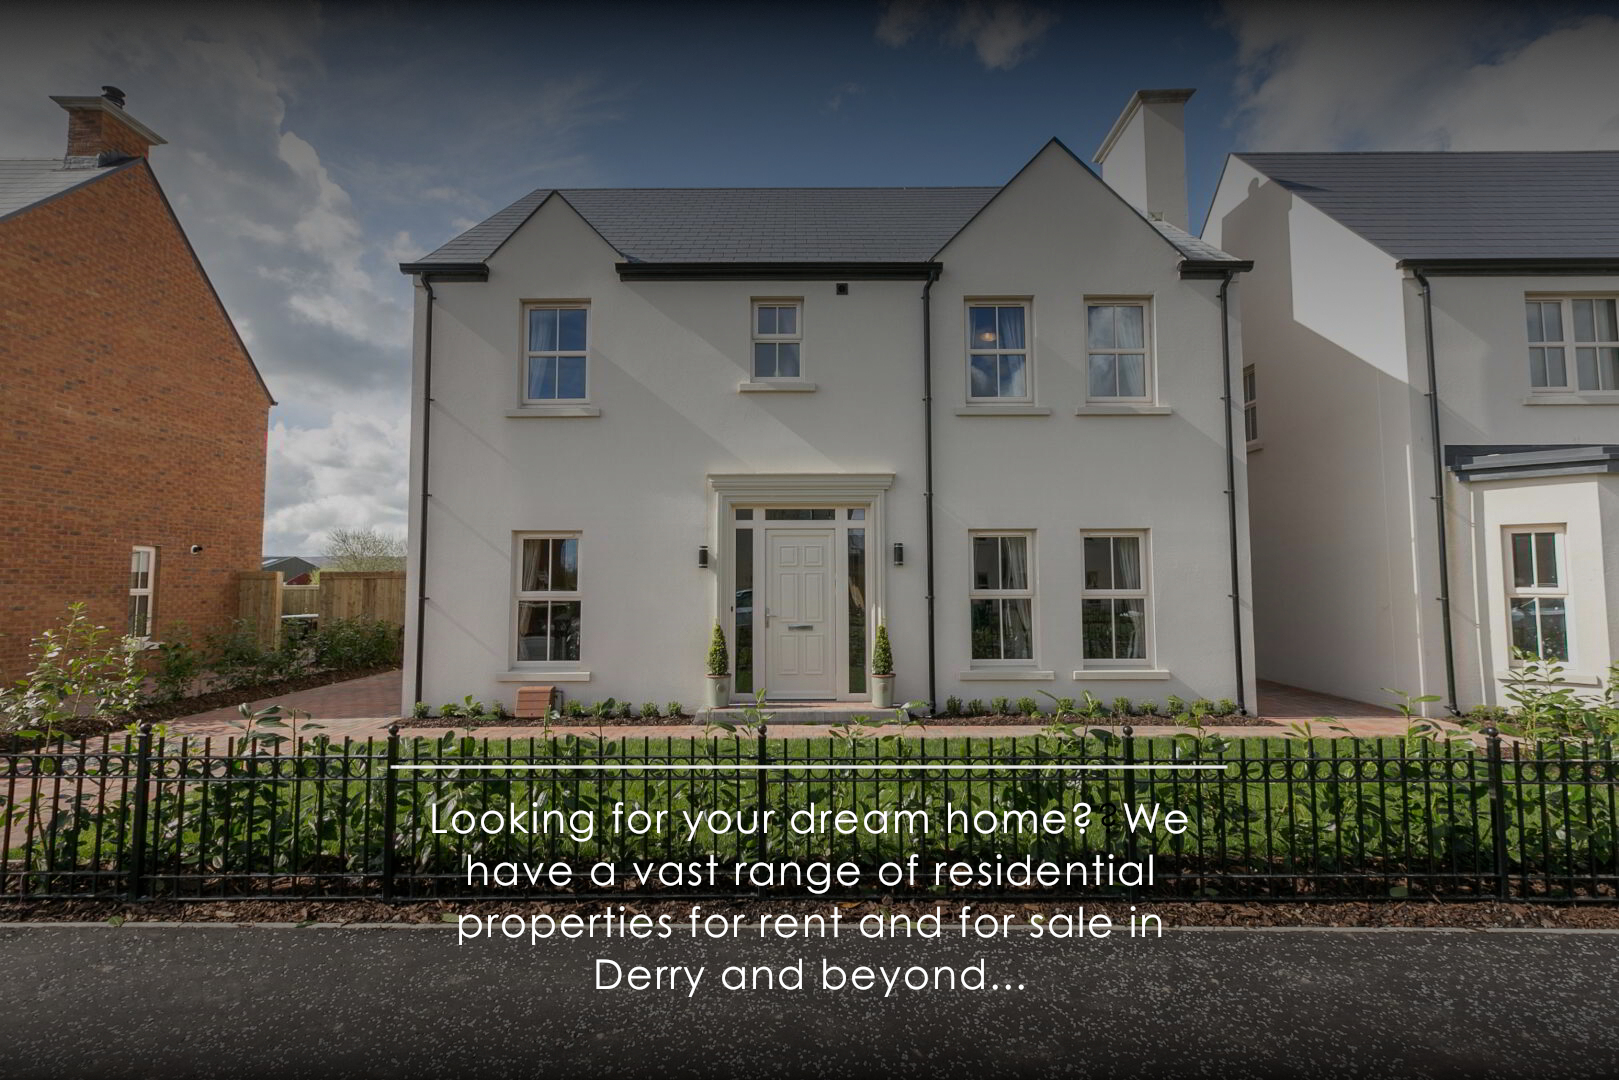 Looking for your dream home? We
have a vast range of residential
properties for rent and for sale in
Derry and beyond...